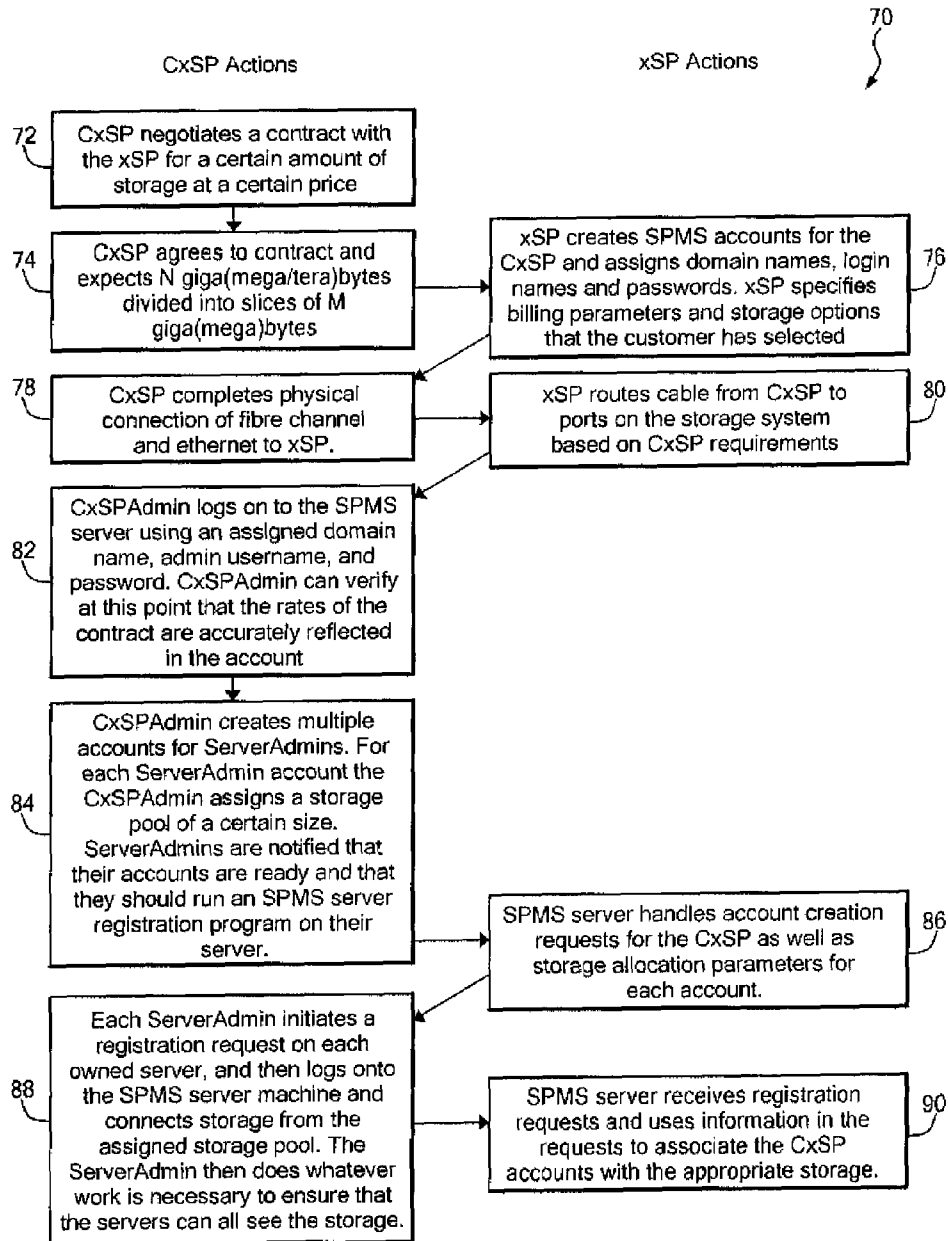 70
CxSP Actions
xSP Actions
72
CxSP negotiates a contract with
the xSP for a certain amount of
storage at a certain price
74
CxSP agrees to contract and
expects N giga(mega/tera)bytes
divided into slices of M
giga(mega)bytes
xSP creates SPMS accounts for the
CxSP and assigns domain names, login
names and passwords. xSP specifies
billing parameters and storage options
that the customer has selected
76
78
CxSP completes physical
connection of fibre channel
and ethernet to xSP.
xSP routes cable from CxSP to
ports on the storage system
based on CxSP requirements
80
82
CxSPAdmin logs on to the SPMS
server using an assigned domain
name, admin username, and
password. CxSPAdmin can verify
at this point that the rates of the
contract are accurately reflected
in the account
84
CxSPAdmin creates multiple
accounts for ServerAdmins. For
each ServerAdmin account the
CxSPAdmin assigns a storage
pool of a certain size.
ServerAdmins are notified that
their accounts are ready and that
they should run an SPMS server
registration program on their
server.
SPMS server handles account creation
requests for the CxSP as well as
storage allocation parameters for
each account.
86
88
Each ServerAdmin initiates a
registration request on each
owned server, and then logs onto
the SPMS server machine and
connects storage from the
assigned storage pool. The
ServerAdmin then does whatever
work is necessary to ensure that
the servers can all see the storage.
SPMS server receives registration
requests and uses information in the
requests to associate the CxSP
accounts with the appropriate storage.
90